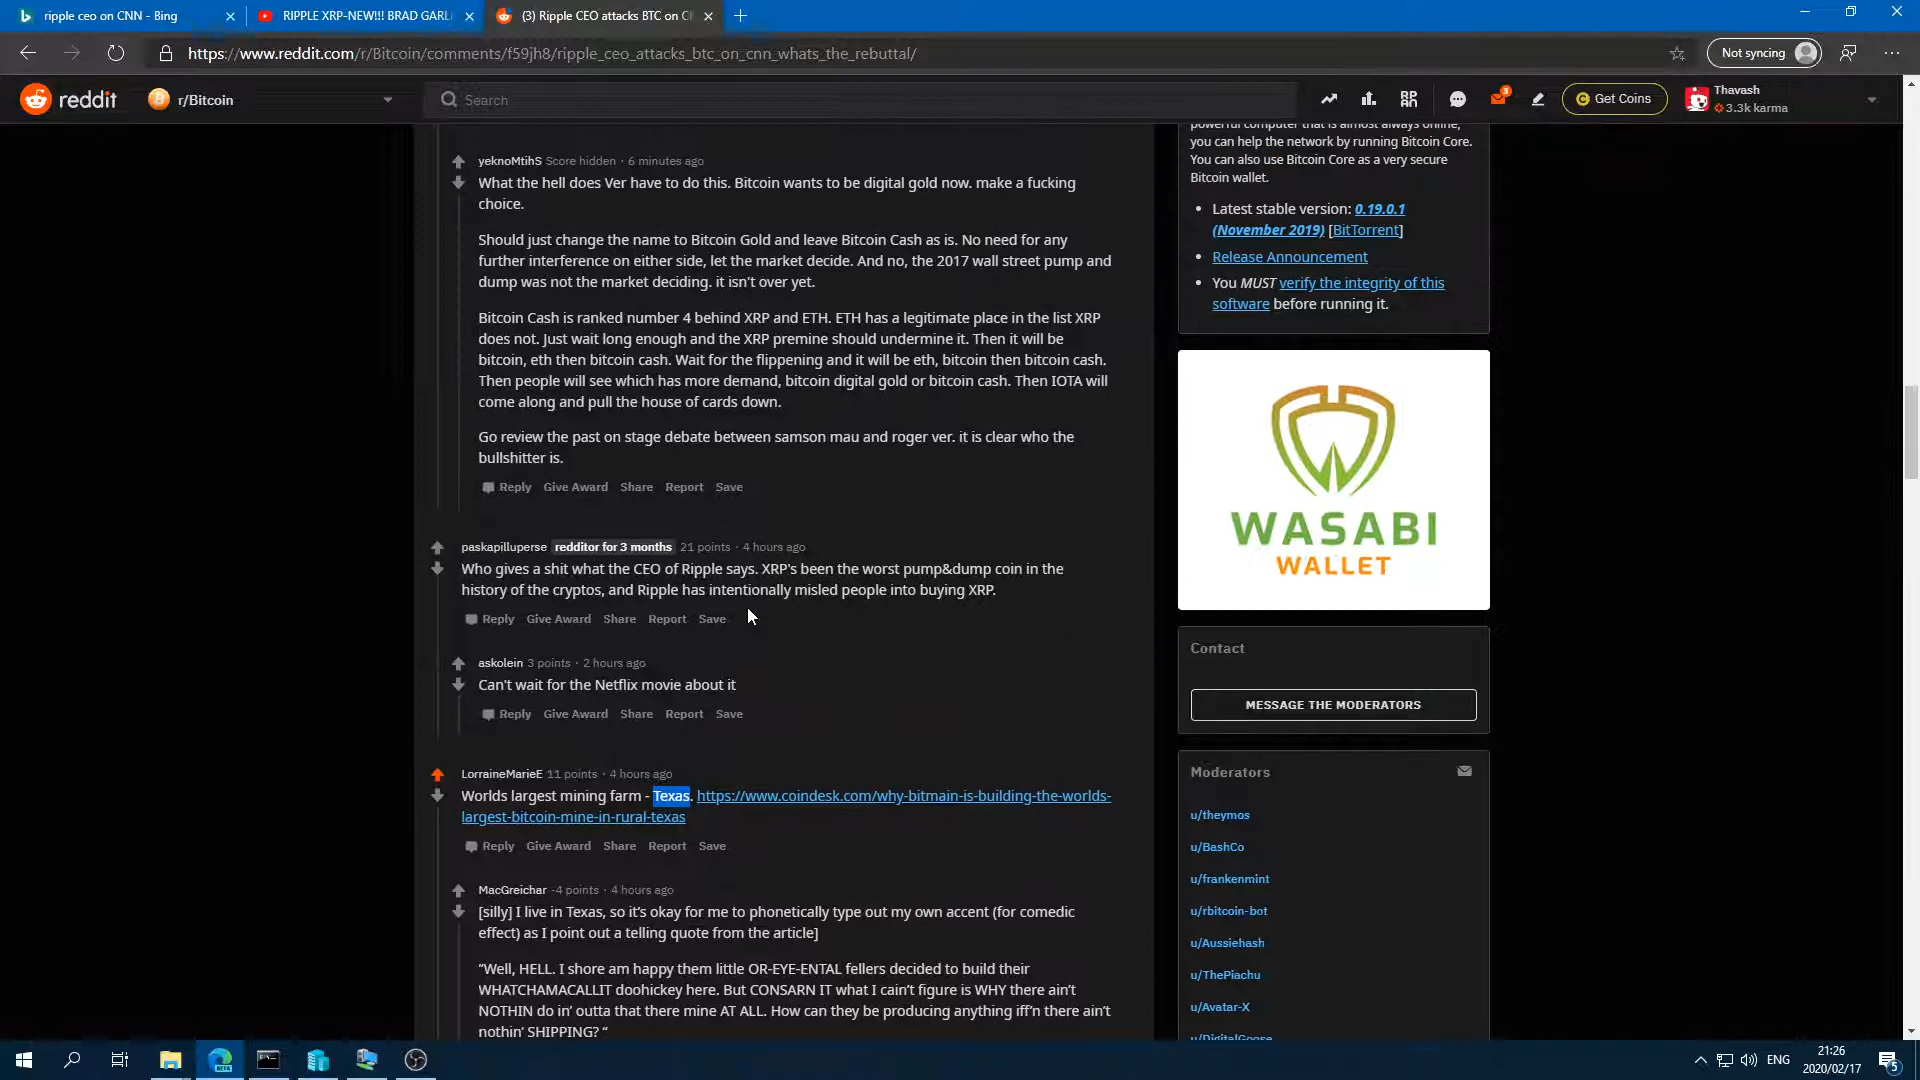 ripple ceo on CNN - Bing
RIPPLE XRP-NEW!!! BRAD GARL
(3) Ripple CEO attacks BTC on C
https://www.reddit.com/r/Bitcoin/comments/f59jh8/ripple_ceo_attacks_btc_on_cnn_whats_the_rebuttal/
Not syncing
reddit
r/Bitcoin
Search
3
Get Coins
Thavash
3.3k karma
yeknoMtihS Score hidden · 6 minutes ago
What the hell does Ver have to do this. Bitcoin wants to be digital gold now. make a fucking
choice.
Should just change the name to Bitcoin Gold and leave Bitcoin Cash as is. No need for any
further interference on either side, let the market decide. And no, the 2017 wall street pump and
dump was not the market deciding. it isn't over yet.
Bitcoin Cash is ranked number 4 behind XRP and ETH. ETH has a legitimate place in the list XRP
does not. Just wait long enough and the XRP premine should undermine it. Then it will be
bitcoin, eth then bitcoin cash. Wait for the flippening and it will be eth, bitcoin then bitcoin cash.
Then people will see which has more demand, bitcoin digital gold or bitcoin cash. Then IOTA will
come along and pull the house of cards down.
Go review the past on stage debate between samson mau and roger ver. it is clear who the
bullshitter is.
Reply Give Award Share Report Save
paskapilluperse redditor for 3 months 21 points · 4 hours ago
Who gives a shit what the CEO of Ripple says. XRP's been the worst pump&dump coin in the
history of the cryptos, and Ripple has intentionally misled people into buying XRP.
Reply Give Award Share Report Save
askolein 3 points · 2 hours ago
Can't wait for the Netflix movie about it
Reply Give Award Share Report Save
LorraineMarieE 11 points · 4 hours ago
Worlds largest mining farm - Texas. https://www.coindesk.com/why-bitmain-is-building-the-worlds-
largest-bitcoin-mine-in-rural-texas
Reply Give Award Share Report Save
MacGreichar -4 points · 4 hours ago
[silly] I live in Texas, so it's okay for me to phonetically type out my own accent (for comedic
effect) as I point out a telling quote from the article]
“Well, HELL. I shore am happy them little OR-EYE-ENTAL fellers decided to build their
WHATCHAMACALLIT doohickey here. But CONSARN IT what I cain’t figure is WHY there ain’t
NOTHIN do in’ outta that there mine AT ALL. How can they be producing anything iff’n there ain’t
nothin’ SHIPPING? “
powerful computer that is almost always online,
you can help the network by running Bitcoin Core.
You can also use Bitcoin Core as a very secure
Bitcoin wallet.
• Latest stable version: 0.19.0.1
(November 2019) [BitTorrent]
• Release Announcement
• You MUST verify the integrity of this
software before running it.
WASABI
WALLET
Contact
MESSAGE THE MODERATORS
Moderators
u/theymos
u/BashCo
u/frankenmint
u/rbitcoin-bot
u/Aussiehash
u/ThePiachu
u/Avatar-X
u/DigitalGoose
ENG
21:26
2020/02/17
5